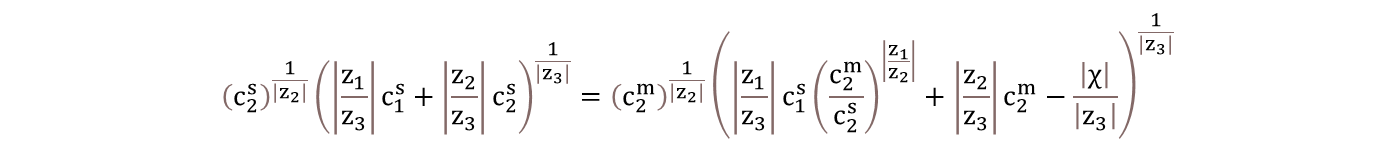 $(c_2^s)^{\frac{1}{|z_2|}}\left(\left|\frac{z_1}{z_3}\right| c_1^s + \left|\frac{z_2}{z_3}\right| c_2^s\right)^{\frac{1}{|z_3|}} = (c_2^m)^{\frac{1}{|z_2|}}\left(\left|\frac{z_1}{z_3}\right| c_1^s \left(\frac{c_2^m}{c_2^s}\right)^{\left|\frac{z_1}{z_2}\right|} + \left|\frac{z_2}{z_3}\right| c_2^m - \frac{|\chi|}{|z_3|}\right)^{\frac{1}{|z_3|}}$